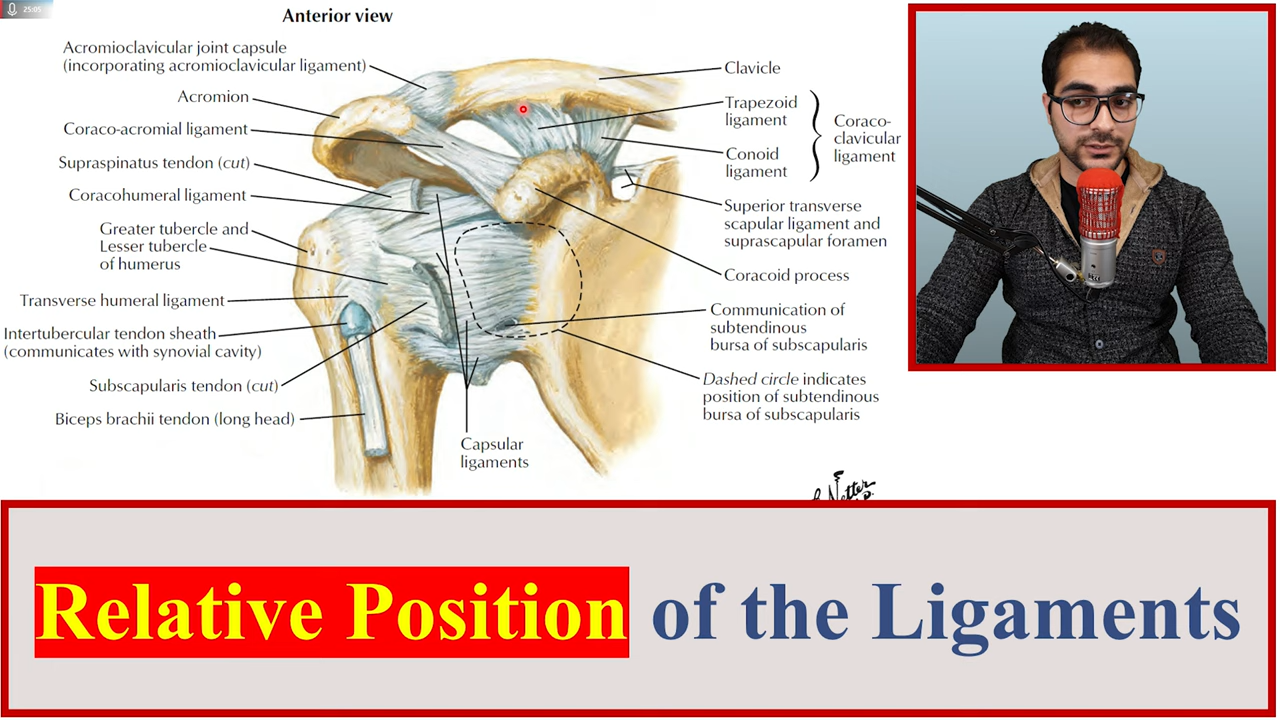 25:05
Anterior view
Acromioclavicular joint capsule
(incorporating acromioclavicular ligament)
Acromion
Coraco-acromial ligament
Supraspinatus tendon (cut)
Coracohumeral ligament
Greater tubercle and
Lesser tubercle
of humerus
Transverse humeral ligament
Intertubercular tendon sheath
(communicates with synovial cavity)
Subscapularis tendon (cut)
Biceps brachii tendon (long head)
Capsular
ligaments
Clavicle
Trapezoid
ligament
Conoid
ligament
Coraco-
clavicular
ligament
Superior transverse
scapular ligament and
suprascapular foramen
Coracoid process
Communication of
subtendinous
bursa of subscapularis
Dashed circle indicates
position of subtendinous
bursa of subscapularis
Netter
Relative Position of the Ligaments